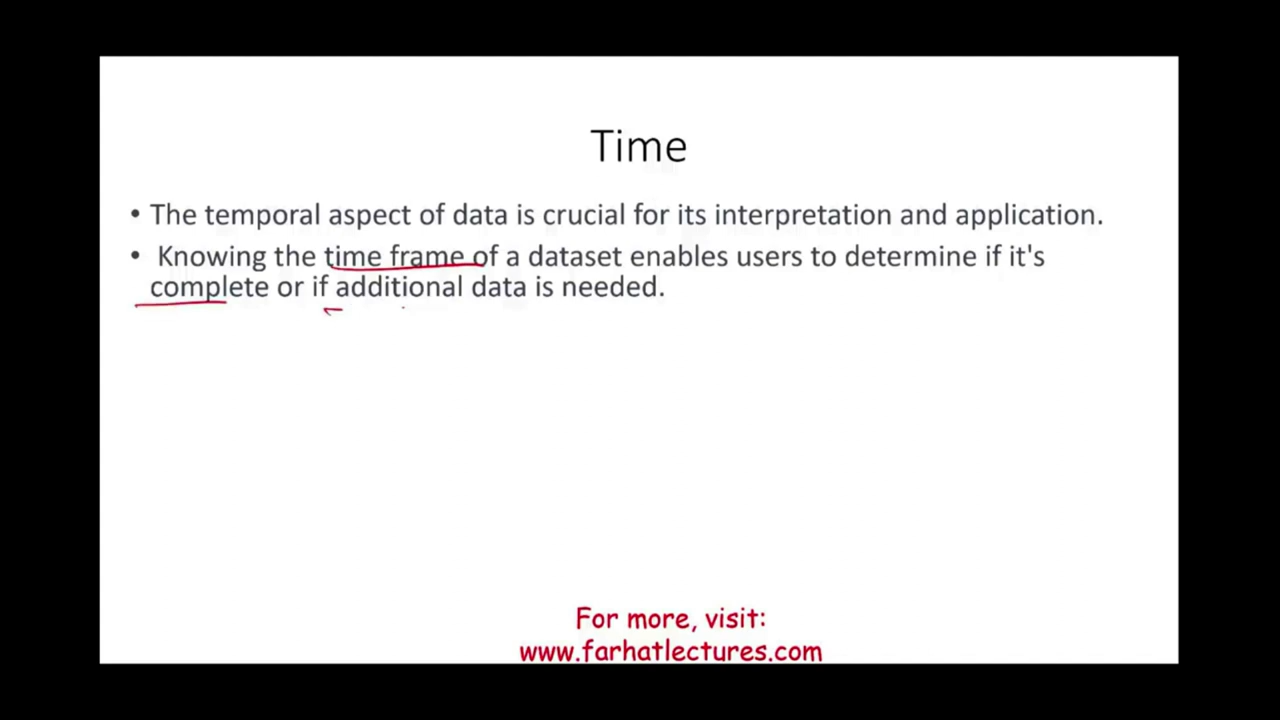 Time
• The temporal aspect of data is crucial for its interpretation and application.
• Knowing the time frame of a dataset enables users to determine if it's
complete or if additional data is needed.
For more, visit:
www.farhatlectures.com